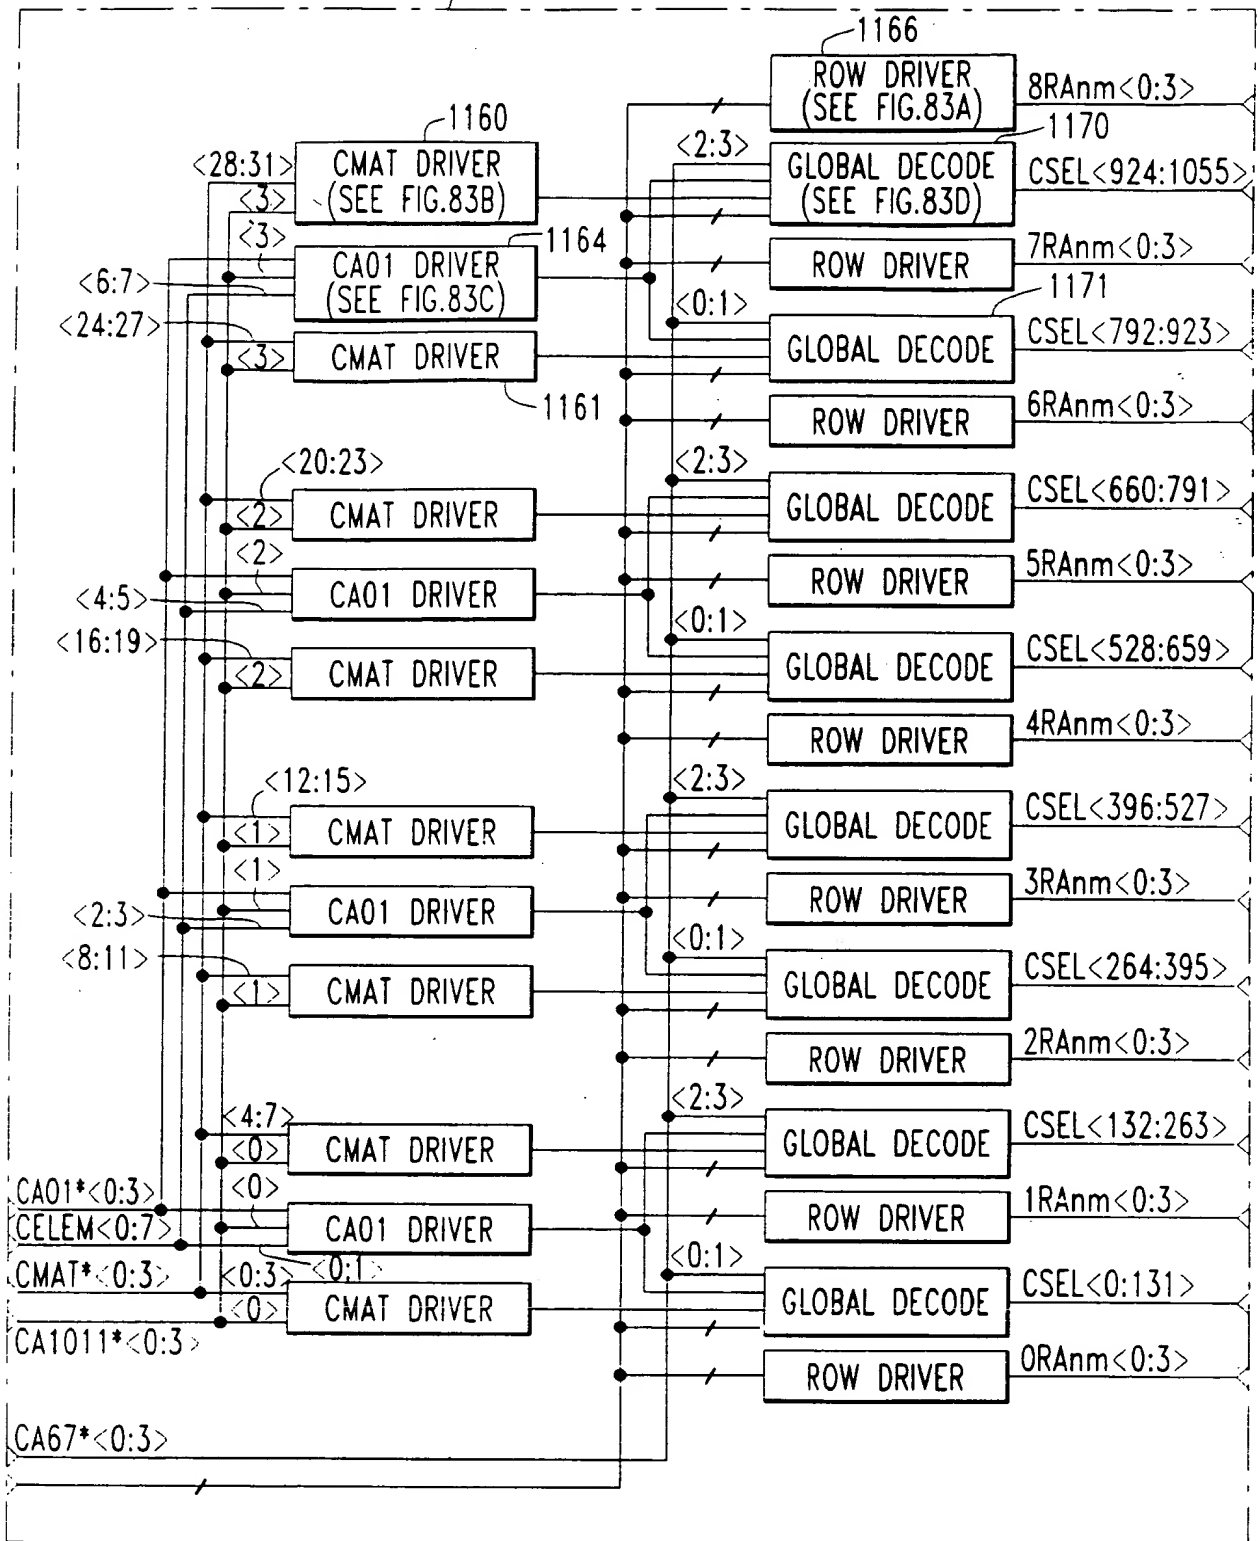 1166
ROW DRIVER
(SEE FIG.83A)
8RAnm<0:3>
1160
1170
<28:31>
CMAT DRIVER
(SEE FIG.83B)
<3>
<2:3>
GLOBAL DECODE
(SEE FIG.83D)
CSEL<924:1055>
<3>
1164
CA01 DRIVER
(SEE FIG.83C)
ROW DRIVER
7RAnm<0:3>
<6:7>
1171
<24:27>
<3>
CMAT DRIVER
<0:1>
GLOBAL DECODE
CSEL<792:923>
1161
ROW DRIVER
6RAnm<0:3>
<20:23>
<2>
CMAT DRIVER
<2:3>
GLOBAL DECODE
CSEL<660:791>
<2>
<4:5>
CA01 DRIVER
ROW DRIVER
5RAnm<0:3>
<16:19>
<2>
CMAT DRIVER
<0:1>
GLOBAL DECODE
CSEL<528:659>
ROW DRIVER
4RAnm<0:3>
<12:15>
<1>
CMAT DRIVER
<2:3>
GLOBAL DECODE
CSEL<396:527>
<1>
<2:3>
CA01 DRIVER
ROW DRIVER
3RAnm<0:3>
<8:11>
<1>
CMAT DRIVER
<0:1>
GLOBAL DECODE
CSEL<264:395>
ROW DRIVER
2RAnm<0:3>
<4:7>
<0>
CMAT DRIVER
<2:3>
GLOBAL DECODE
CSEL<132:263>
CA01*<0:3>
<0>
CA01 DRIVER
ROW DRIVER
1RAnm<0:3>
CELEM<0:7>
<0:1>
CMAT*<0:3>
<0:3>
<0>
CMAT DRIVER
<0:1>
GLOBAL DECODE
CSEL<0:131>
CA1011*<0:3>
ROW DRIVER
0RAnm<0:3>
CA67*<0:3>